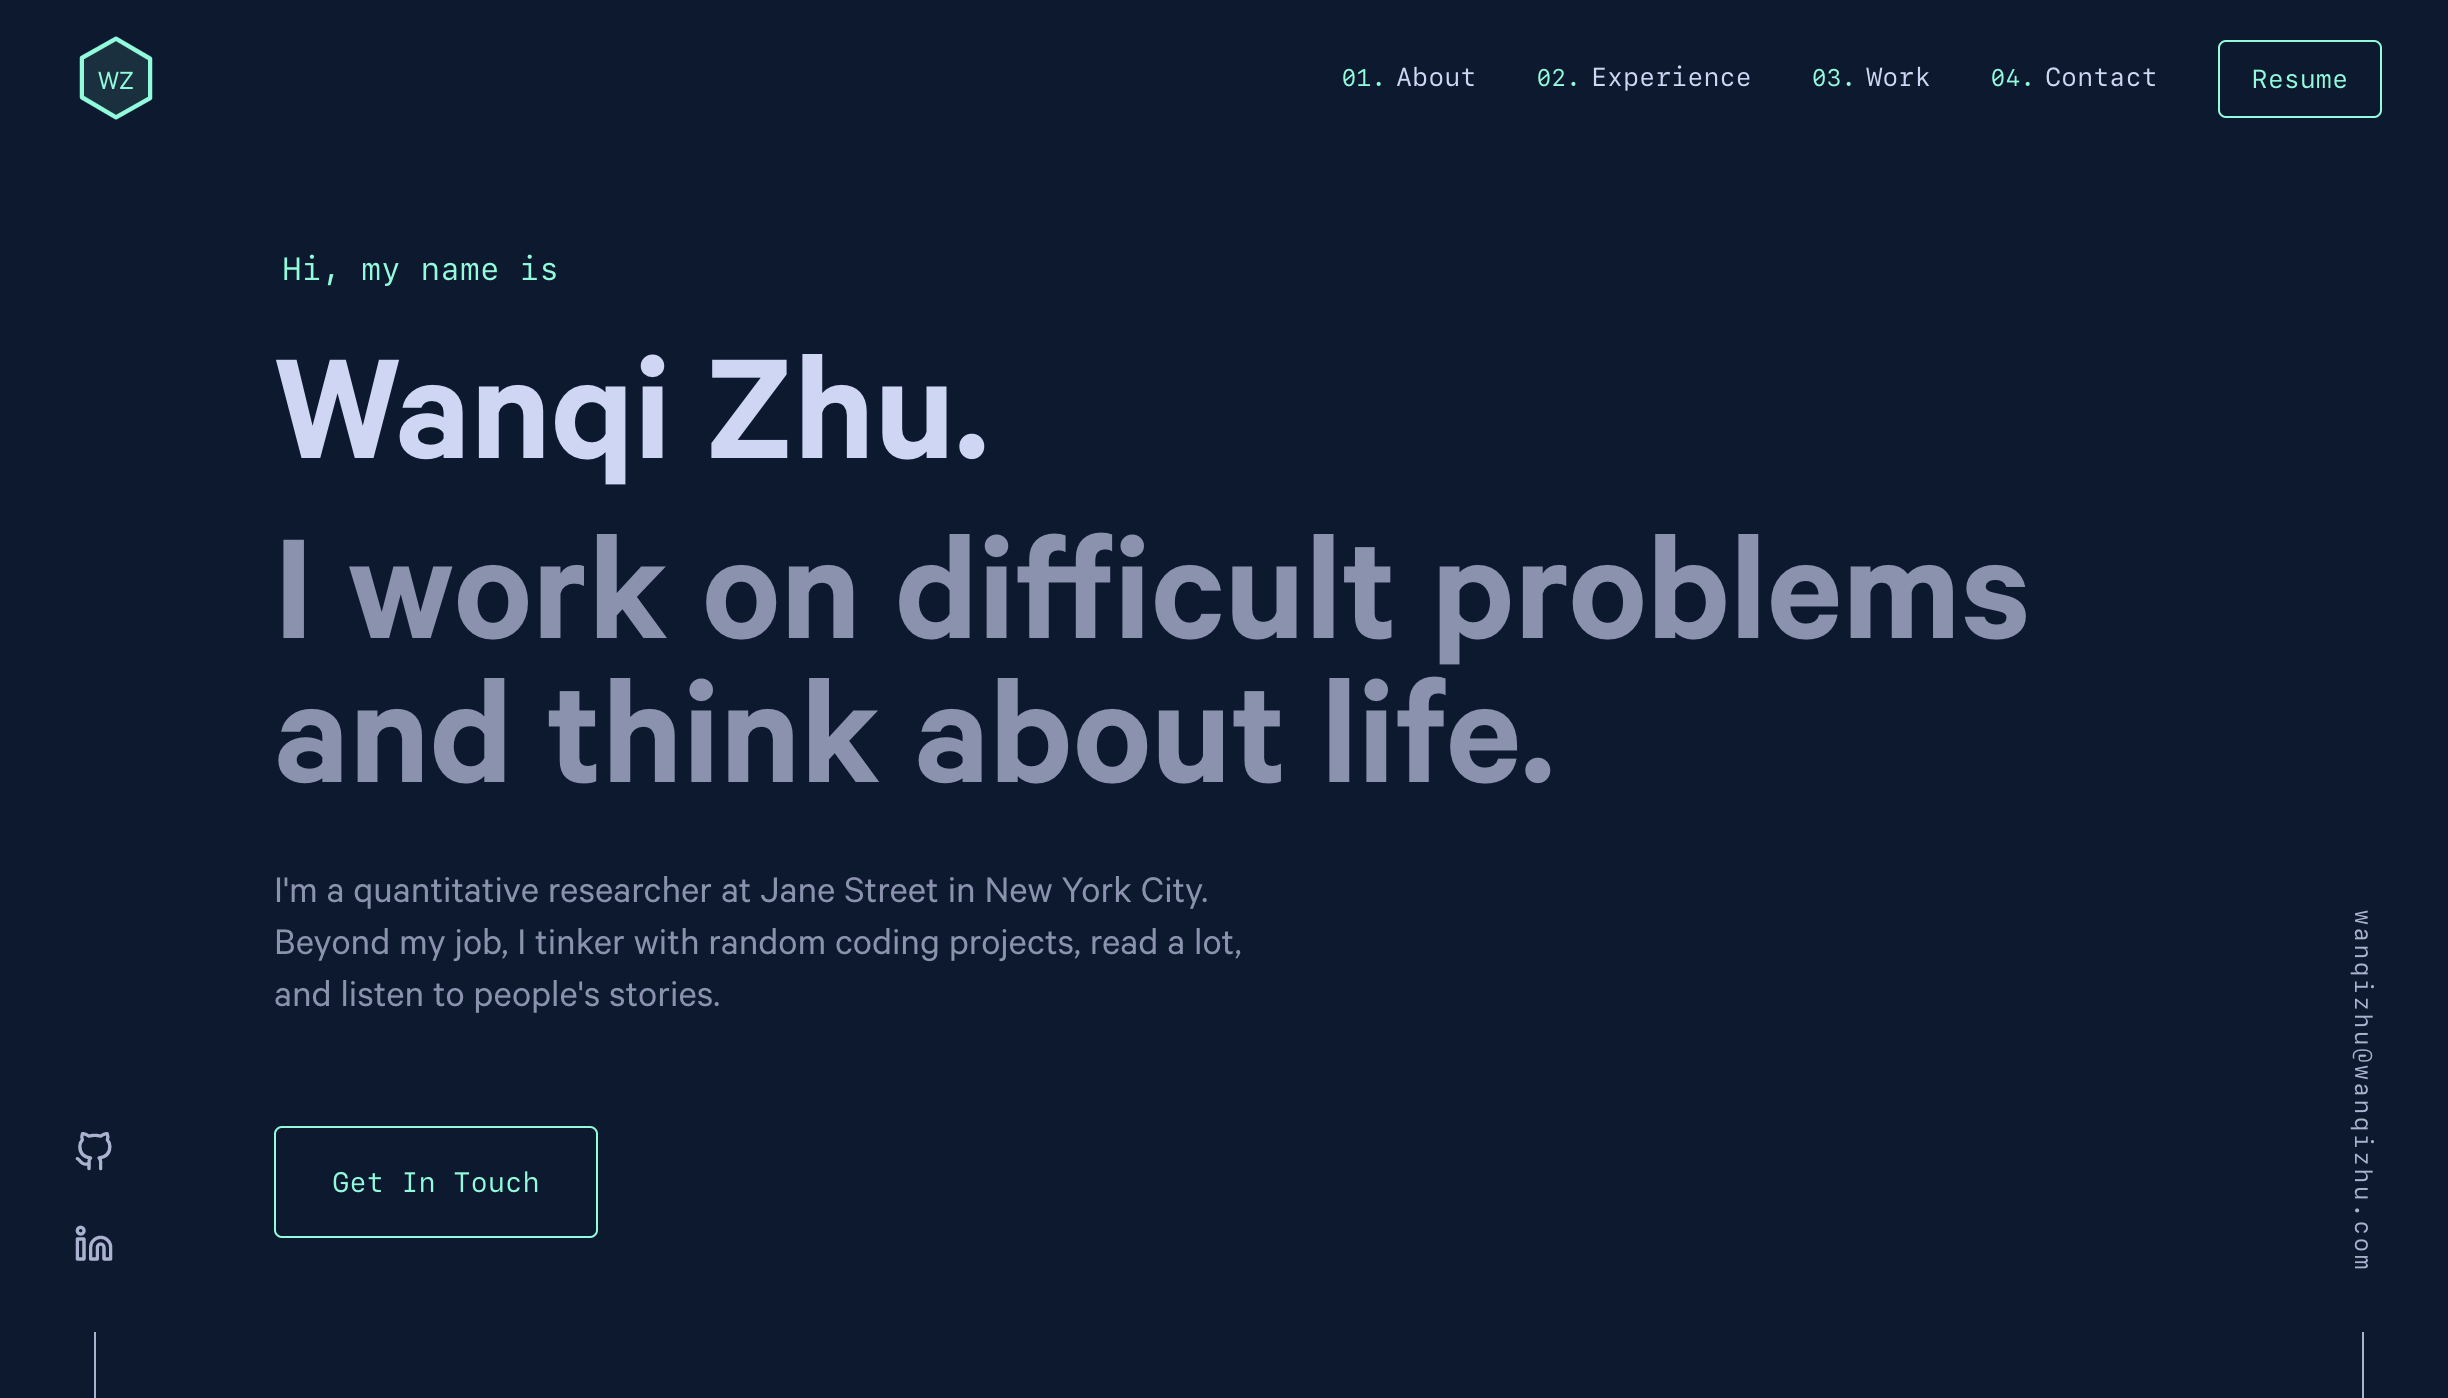 WZ
01. About
02. Experience
03. Work
04. Contact
Resume
Hi, my name is
Wanqi Zhu.
I work on difficult problems
and think about life.
I'm a quantitative researcher at Jane Street in New York City.
Beyond my job, I tinker with random coding projects, read a lot,
and listen to people's stories.
Get In Touch
in
wanqizhu@wanqizhu.com